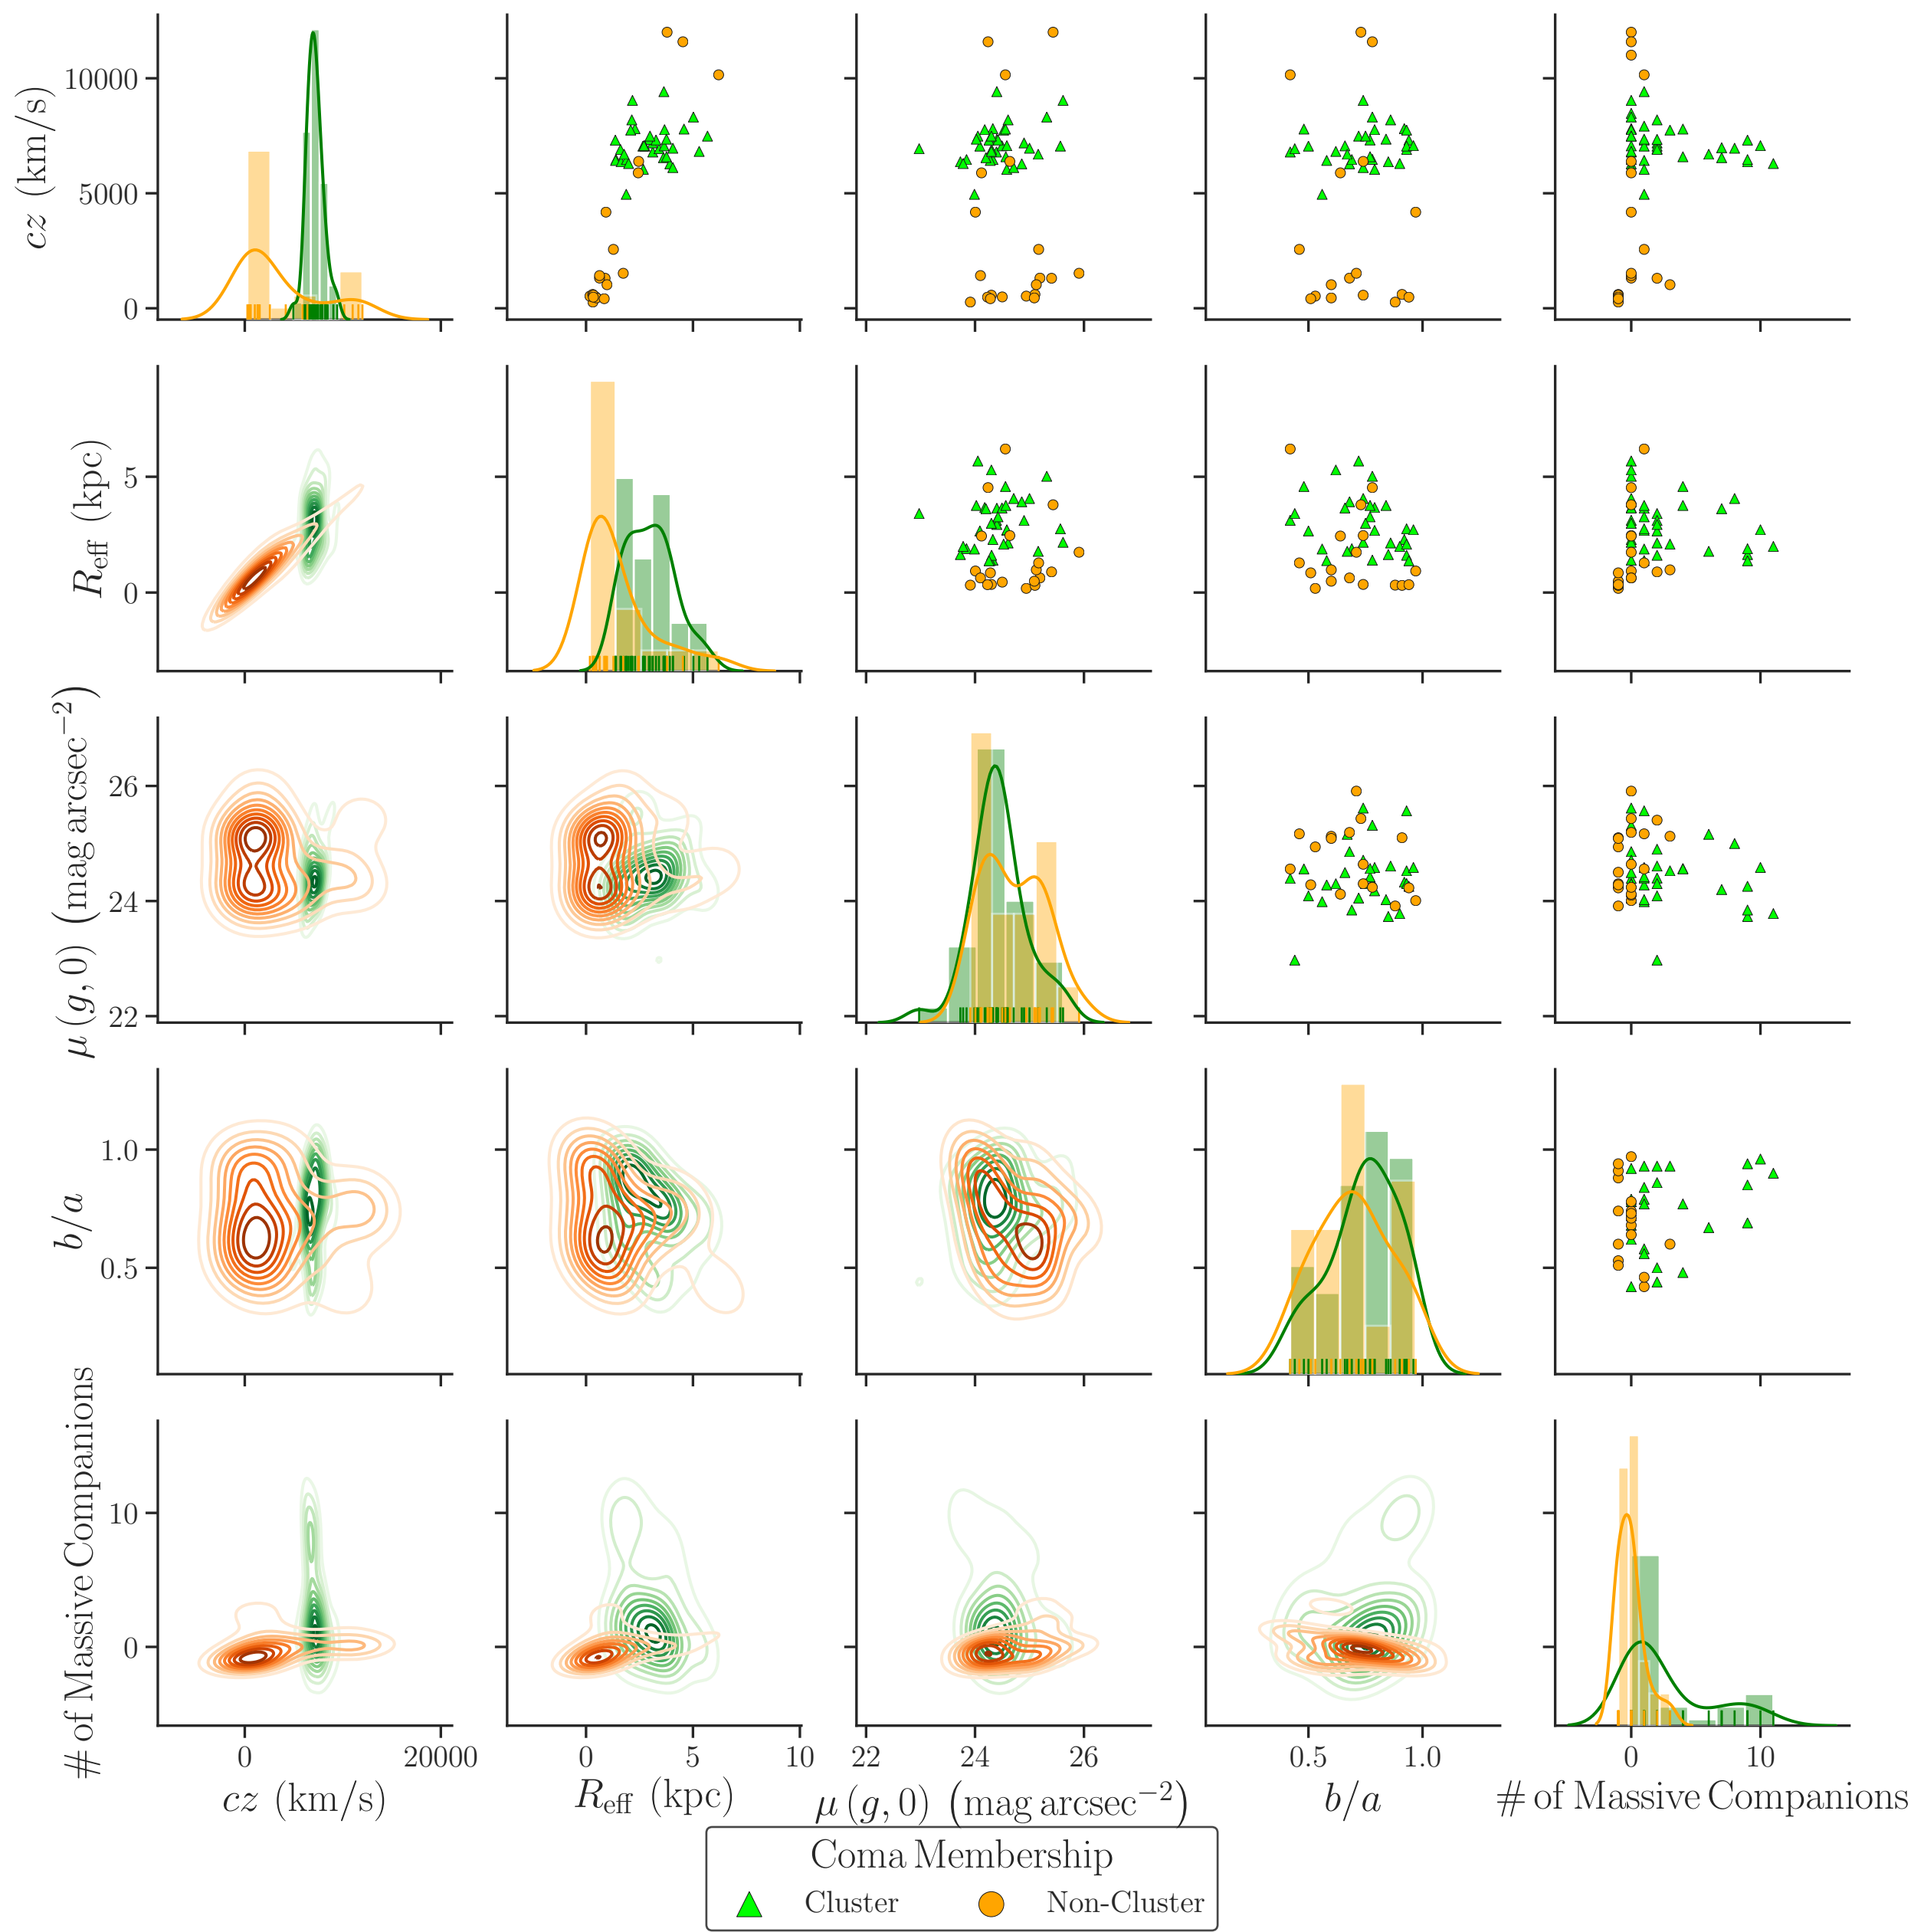 cz (km/s)
10000
5000
0
R_eff (kpc)
5
0
μ (g, 0) (mag arcsec⁻²)
26
24
22
b/a
1.0
0.5
# of Massive Companions
10
0
0 20000 0 5 10 22 24 26 0.5 1.0 0 10
cz (km/s) R_eff (kpc) μ (g, 0) (mag arcsec⁻²) b/a # of Massive Companions
Coma Membership
Cluster Non-Cluster